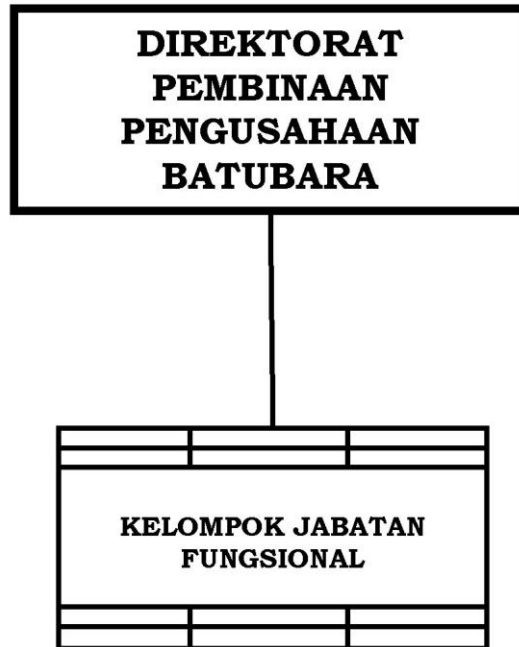 DIREKTORAT
PEMBINAAN
PENGUSAHAAN
BATUBARA
KELOMPOK JABATAN
FUNGSIONAL